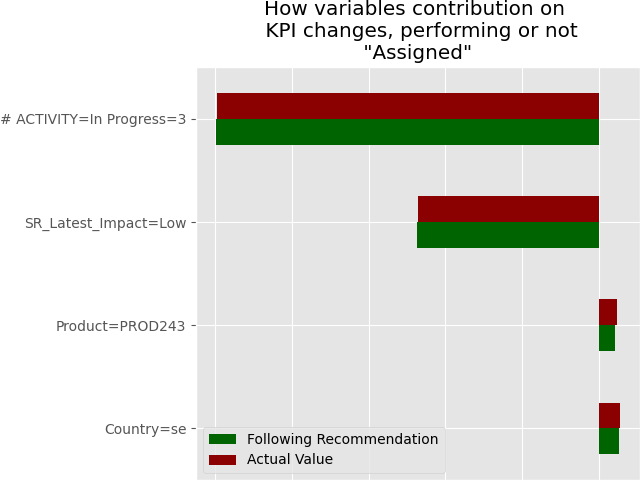 How variables contribution on
KPI changes, performing or not
"Assigned"
# ACTIVITY=In Progress=3
SR_Latest_Impact=Low
Product=PROD243
Country=se
Following Recommendation
Actual Value